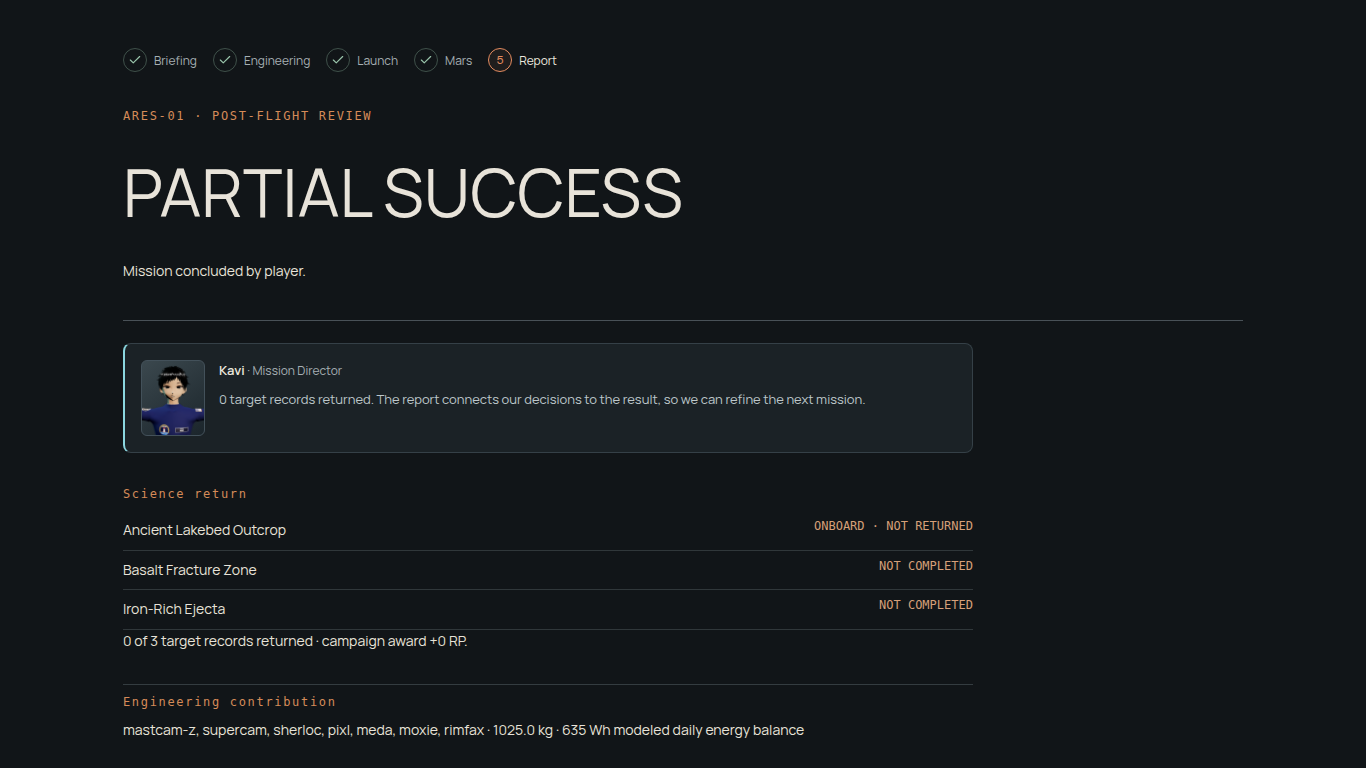 Briefing Engineering Launch Mars 5 Report
ARES-01 · POST-FLIGHT REVIEW
PARTIAL SUCCESS
Mission concluded by player.
Kavi · Mission Director
0 target records returned. The report connects our decisions to the result, so we can refine the next mission.
Science return
Ancient Lakebed Outcrop ONBOARD · NOT RETURNED
Basalt Fracture Zone NOT COMPLETED
Iron-Rich Ejecta NOT COMPLETED
0 of 3 target records returned · campaign award +0 RP.
Engineering contribution
mastcam-z, supercam, sherloc, pixl, meda, moxie, rimfax · 1025.0 kg · 635 Wh modeled daily energy balance